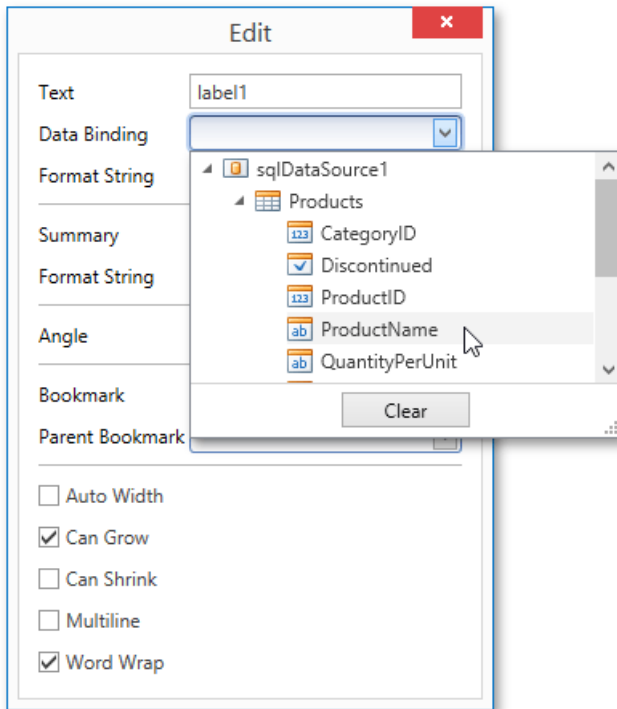 Edit
Text label1
Data Binding
Format String
sqlDataSource1
Products
Summary
CategoryID
Discontinued
Format String
ProductID
Angle
ProductName
QuantityPerUnit
Bookmark
Clear
Parent Bookmark
Auto Width
Can Grow
Can Shrink
Multiline
Word Wrap